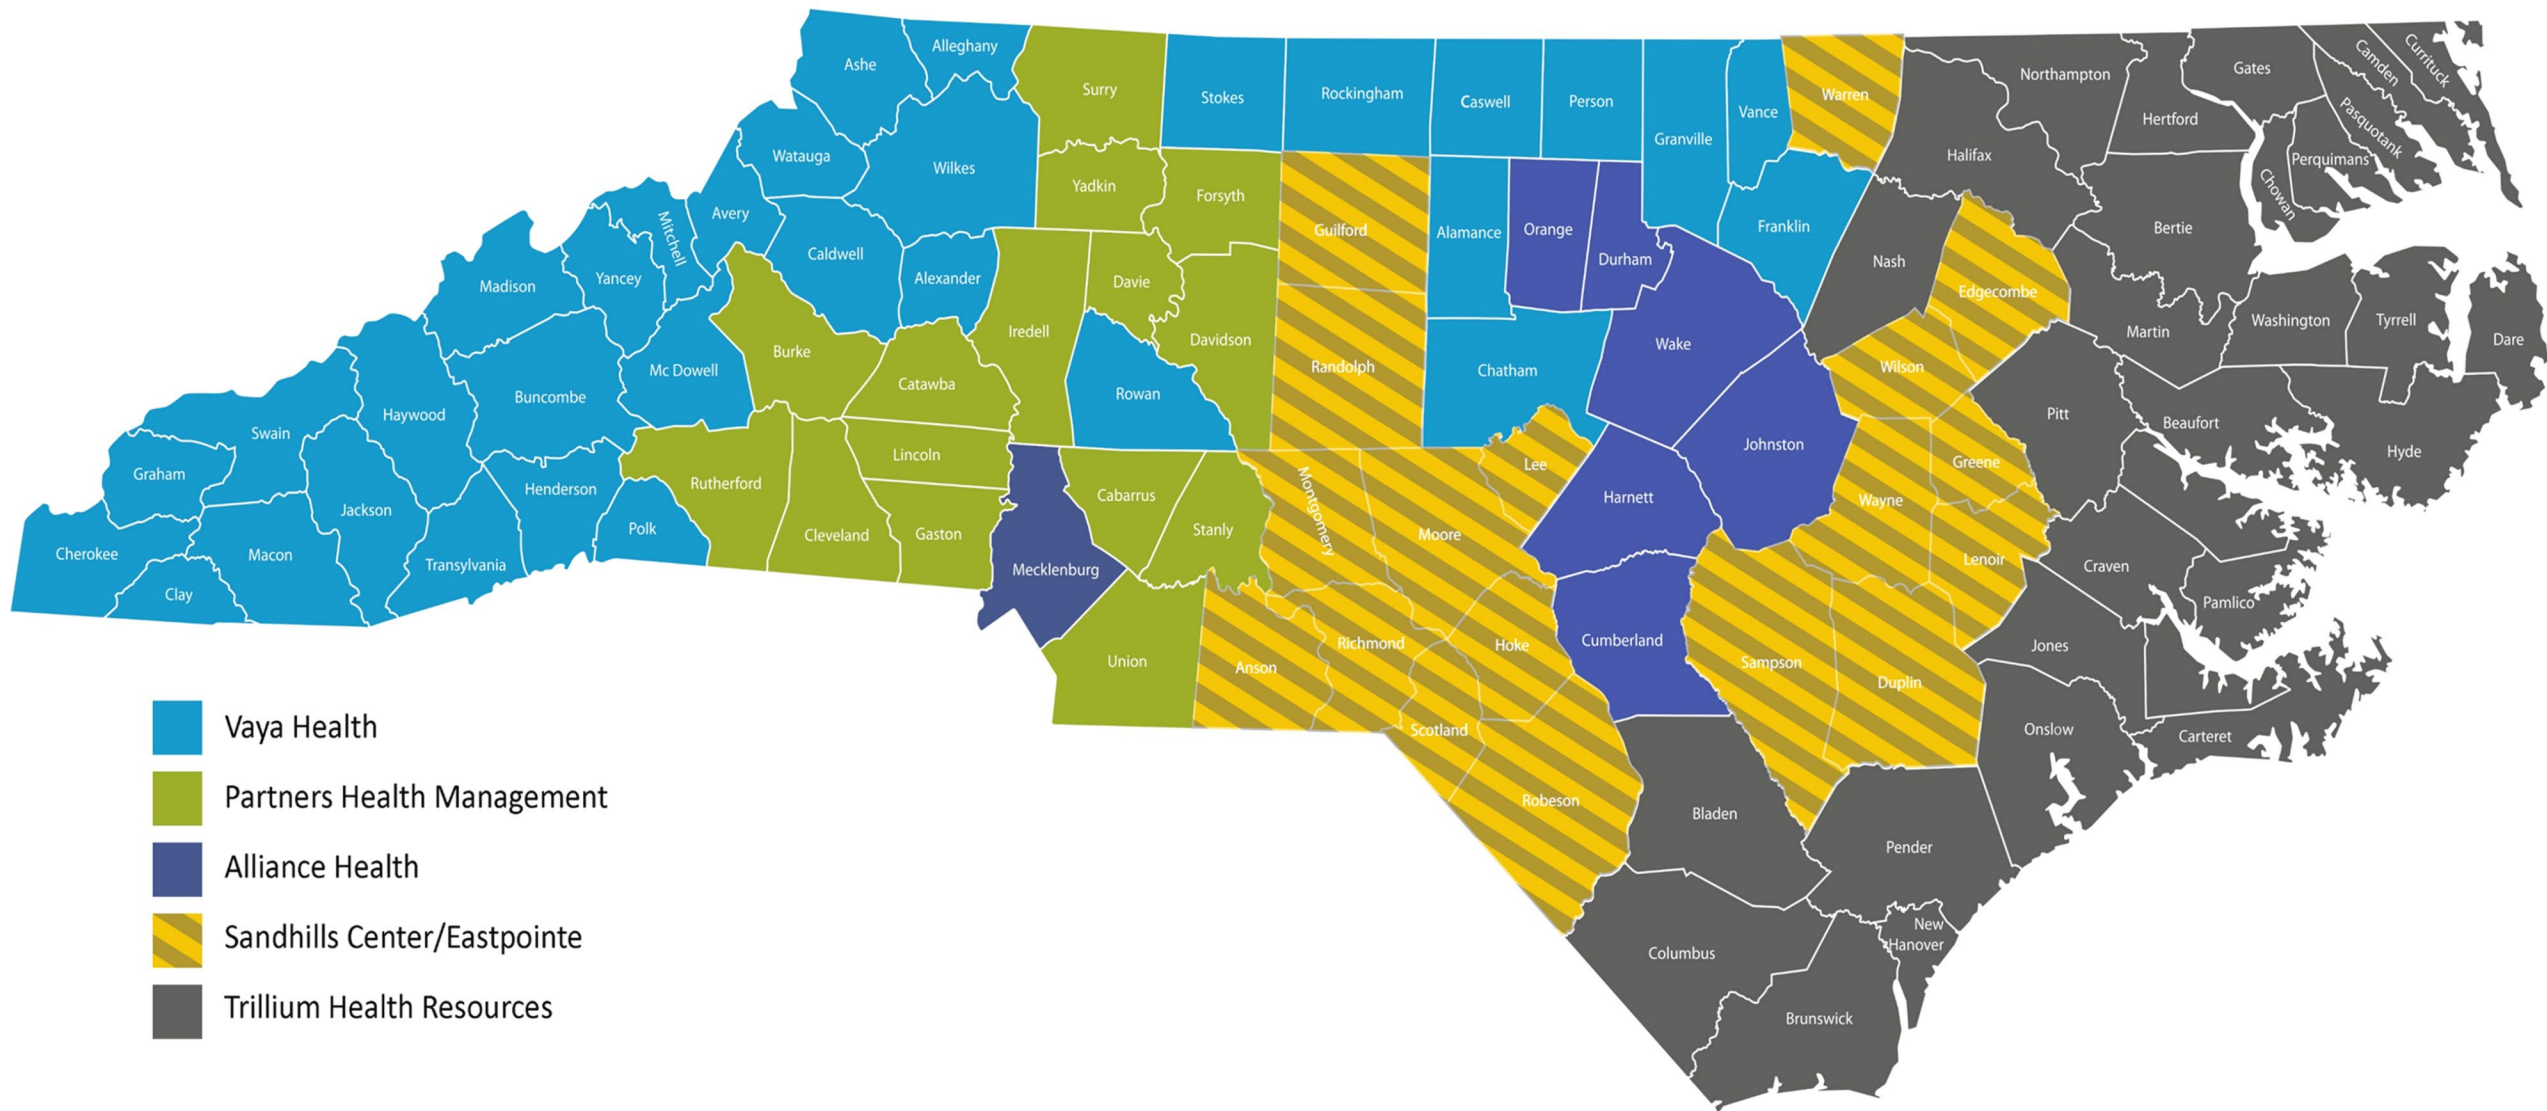 Ashe
Alleghany
Surry
Stokes
Rockingham
Caswell
Person
Granville
Vance
Warren
Northampton
Gates
Camden
Currituck
Hertford
Pasquotank
Perquimans
Chowan
Halifax
Watauga
Wilkes
Yadkin
Forsyth
Guilford
Alamance
Orange
Durham
Franklin
Nash
Edgecombe
Bertie
Mitchell
Avery
Caldwell
Alexander
Iredell
Davie
Davidson
Randolph
Chatham
Wake
Wilson
Martin
Washington
Tyrrell
Dare
Madison
Yancey
Mc Dowell
Burke
Catawba
Rowan
Johnston
Pitt
Beaufort
Hyde
Buncombe
Haywood
Swain
Graham
Jackson
Henderson
Rutherford
Lincoln
Cabarrus
Stanly
Montgomery
Moore
Lee
Harnett
Wayne
Greene
Lenoir
Craven
Pamlico
Cherokee
Clay
Macon
Transylvania
Polk
Cleveland
Gaston
Mecklenburg
Union
Anson
Richmond
Hoke
Cumberland
Sampson
Duplin
Jones
Onslow
Carteret
Scotland
Robeson
Bladen
Pender
New
Hanover
Columbus
Brunswick
Vaya Health
Partners Health Management
Alliance Health
Sandhills Center/Eastpointe
Trillium Health Resources